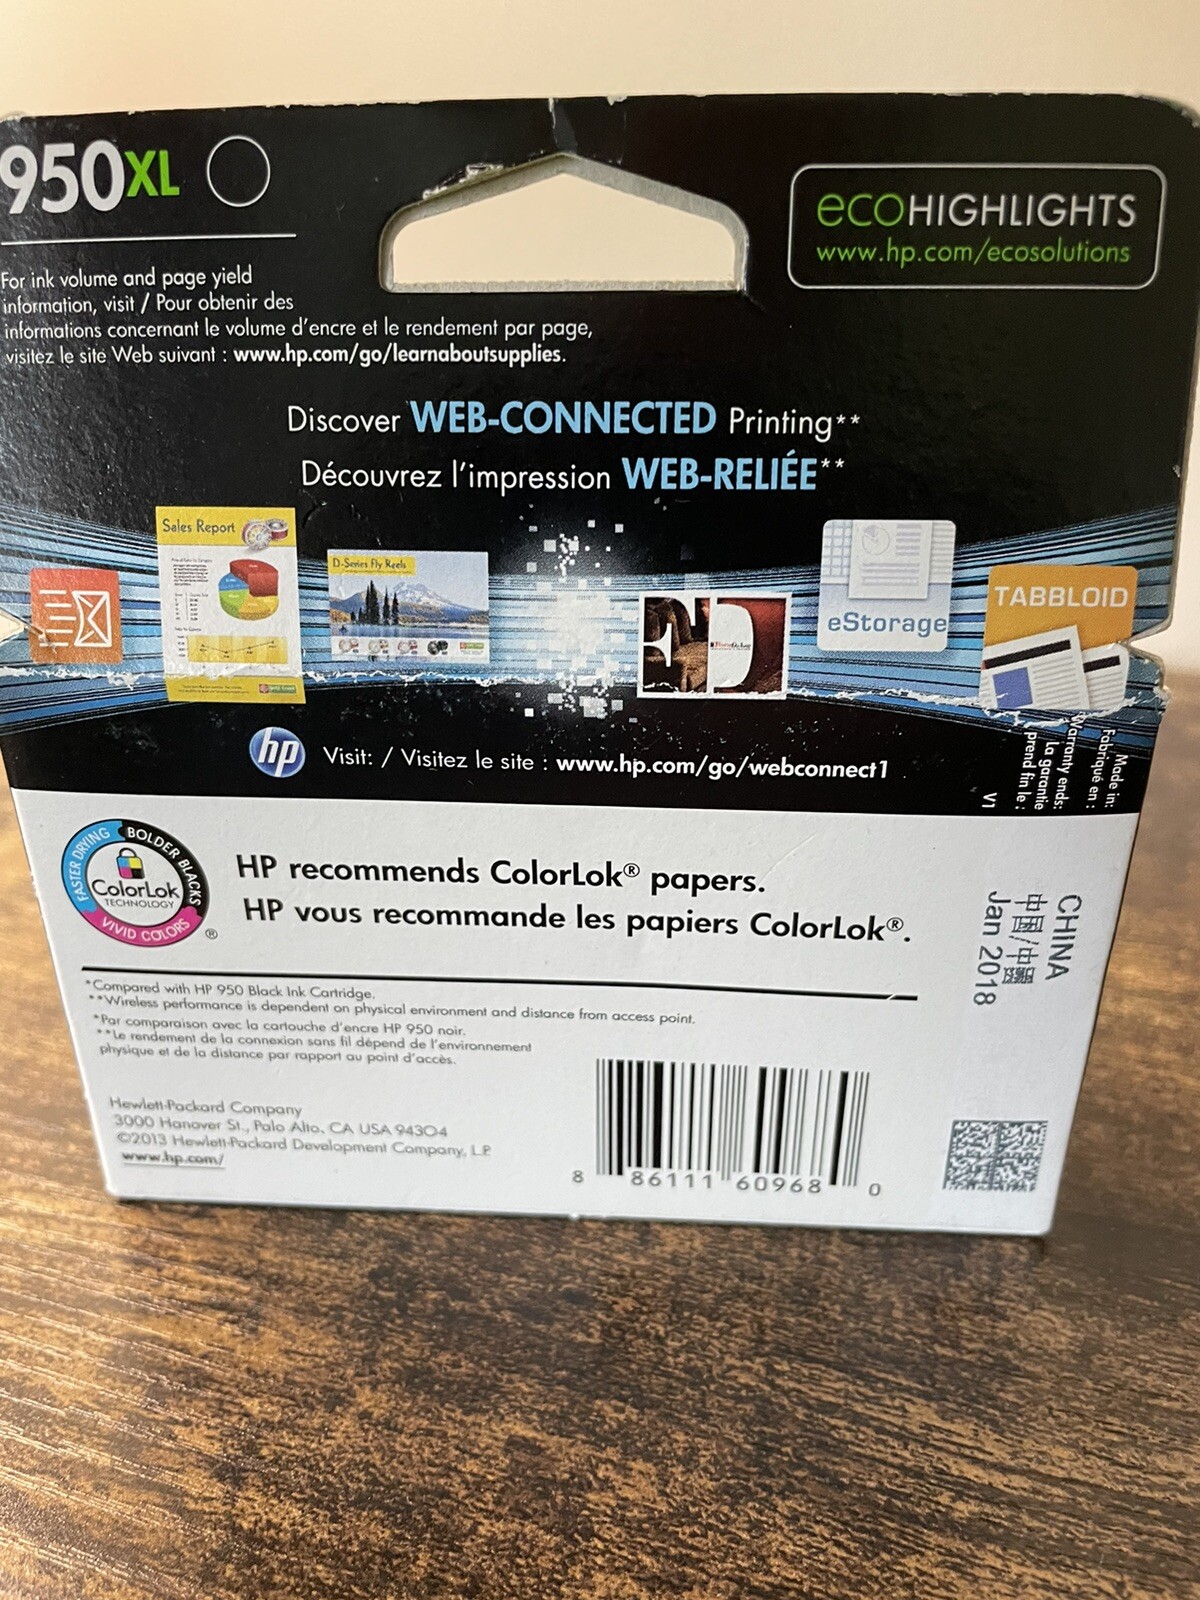 950XL
ecoHIGHLIGHTS
www.hp.com/ecosolutions
For ink volume and page yield
information, visit / Pour obtenir des
informations concernant le volume d'encre et le rendement par page,
visitez le site Web suivant : www.hp.com/go/learnaboutsupplies.
Discover WEB-CONNECTED Printing**
Découvrez l'impression WEB-RELIÉE**
Sales Report
D-Series Fly Reels
eStorage
TABBLOID
hp
Visit: / Visitez le site : www.hp.com/go/webconnect1
Made in:
Fabriqué en :
Warranty ends:
la garantie
prend fin le :
V1
FASTER DRYING
BOLDER BLACKS
ColorLok
TECHNOLOGY
VIVID COLORS
®
HP recommends ColorLok® papers.
HP vous recommande les papiers ColorLok®.
CHINA
中国/中國
Jan 2018
*Compared with HP 950 Black Ink Cartridge.
**Wireless performance is dependent on physical environment and distance from access point.
*Par comparaison avec la cartouche d'encre HP 950 noir.
**Le rendement de la connexion sans fil dépend de l'environnement
physique et de la distance par rapport au point d'accès.
Hewlett-Packard Company
3000 Hanover St., Palo Alto, CA USA 94304
©2013 Hewlett-Packard Development Company, L.P.
www.hp.com/
8 86111 60968 0